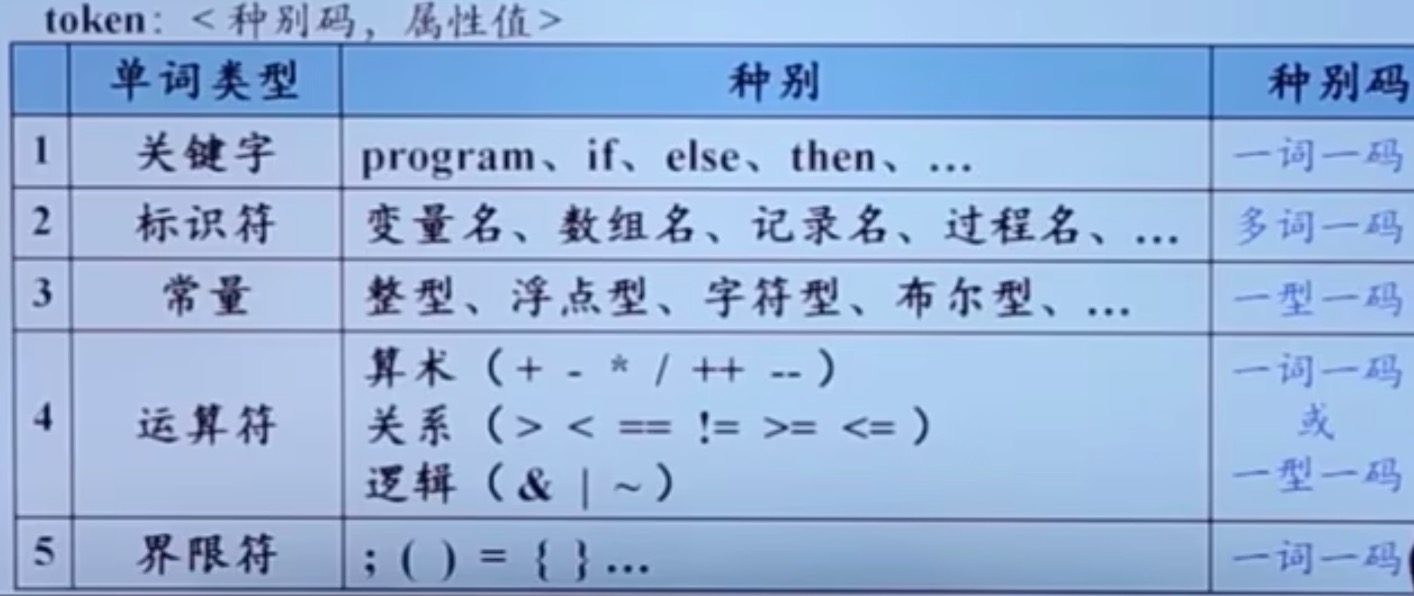 token：<种别码，属性值>
单词类型 种别 种别码
1 关键字 program、if、else、then、… 一词一码
2 标识符 变量名、数组名、记录名、过程名、… 多词一码
3 常量 整型、浮点型、字符型、布尔型、… 一型一码
4 运算符 算术（+ - * / ++ --） 一词一码
关系（> < == != >= <=） 或
逻辑（& | ~） 一型一码
5 界限符 ; ( ) = { } … 一词一码